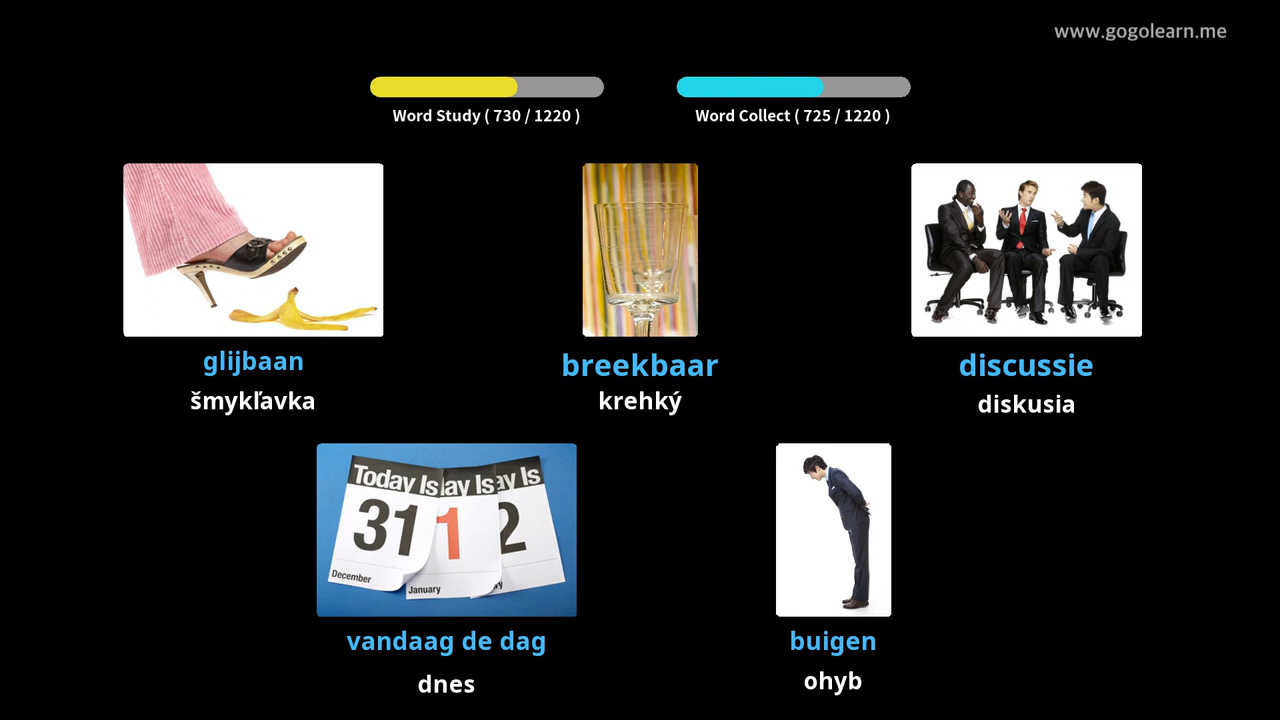 www.gogolearn.me
Word Study ( 730 / 1220 )
Word Collect ( 725 / 1220 )
glijbaan
šmykľavka
breekbaar
krehký
discussie
diskusia
Today Is
ay Is
ay Is
31
1
2
December
January
ry
vandaag de dag
dnes
buigen
ohyb